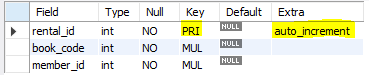 Field Type Null Key Default Extra
rental_id int NO PRI NULL auto_increment
book_code int NO MUL NULL
member_id int NO MUL NULL